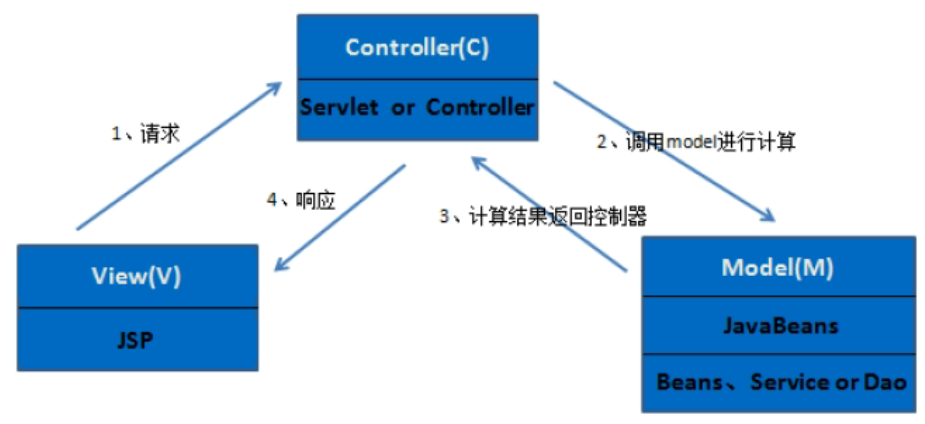 Controller(C)
Servlet or Controller
1、请求
2、调用model进行计算
4、响应
3、计算结果返回控制器
View(V)
JSP
Model(M)
JavaBeans
Beans、Service or Dao